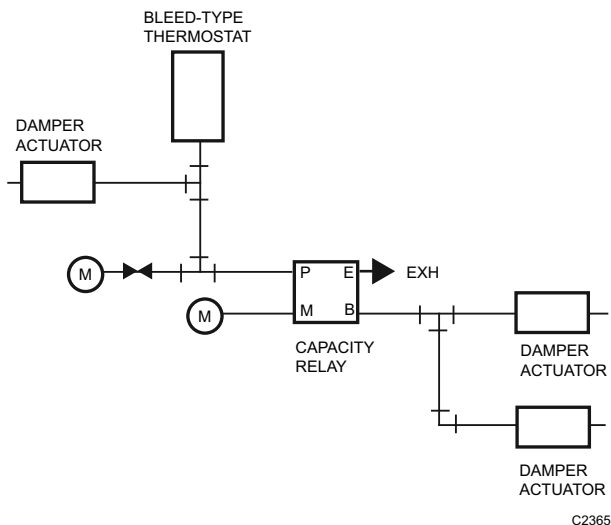 BLEED-TYPE
THERMOSTAT
DAMPER
ACTUATOR
M
P
E
EXH
M
M
B
CAPACITY
RELAY
DAMPER
ACTUATOR
DAMPER
ACTUATOR
C2365